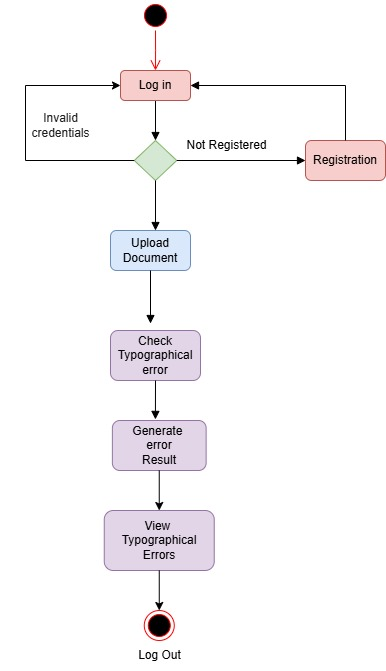 Log in
Invalid
credentials
Not Registered
Registration
Upload
Document
Check
Typographical
error
Generate
error
Result
View
Typographical
Errors
Log Out